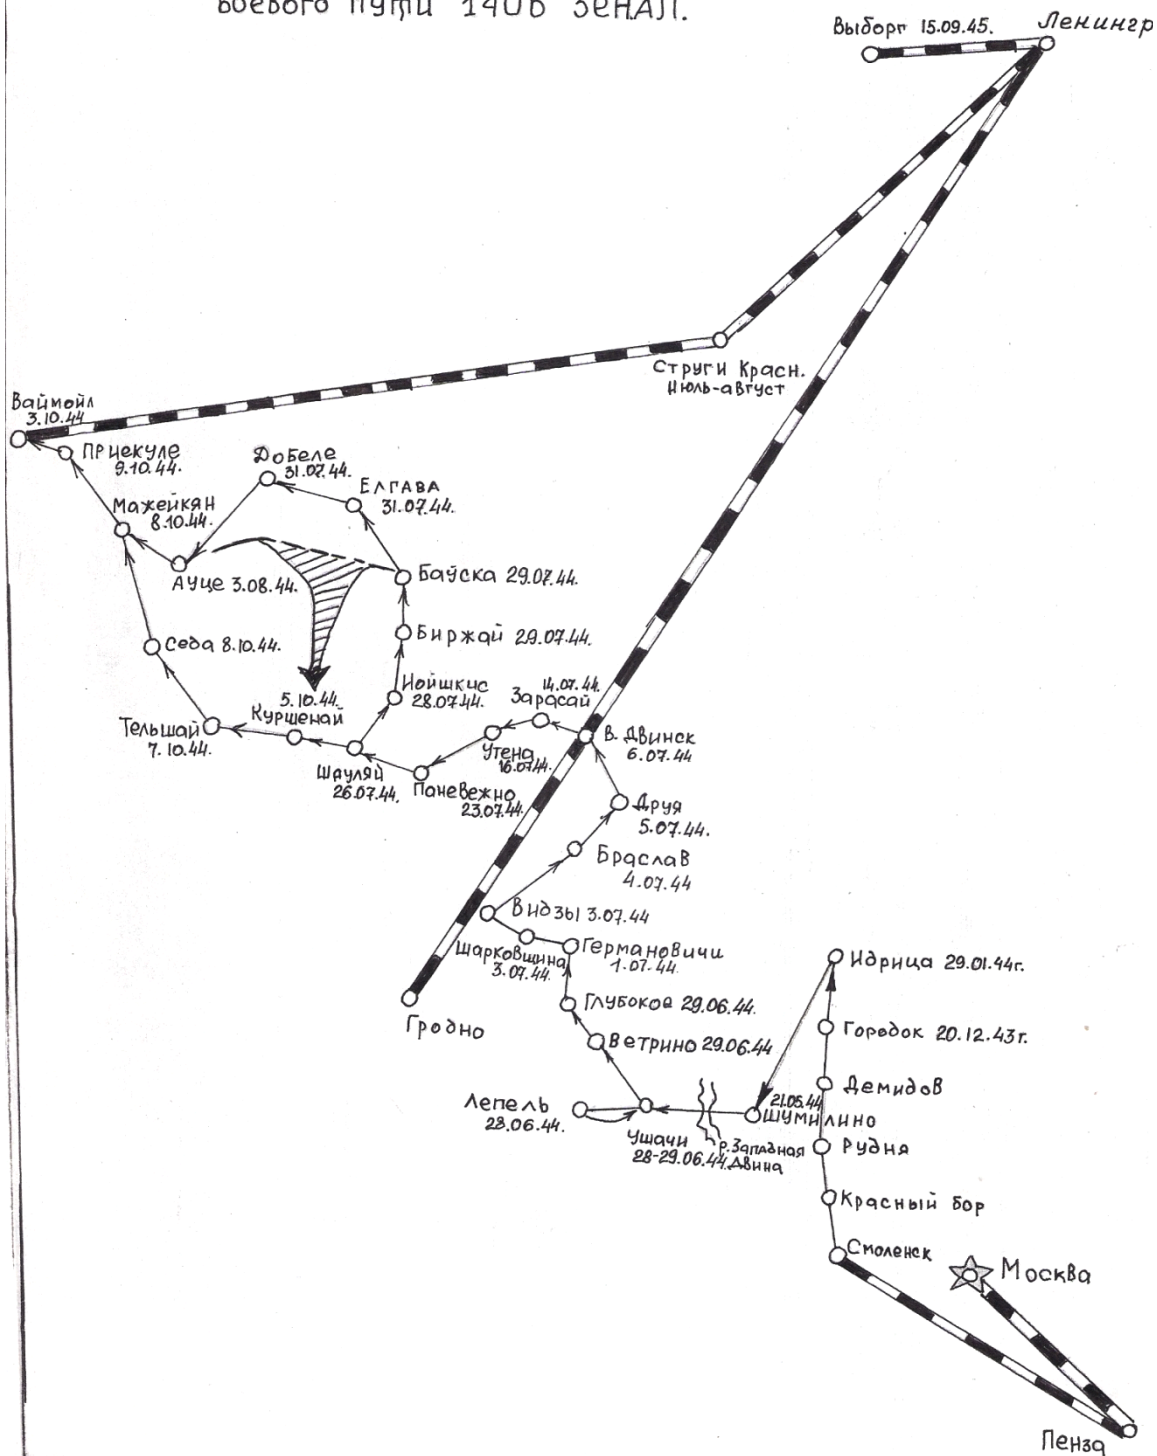 боевого пути 1406 ЗЕНАП.
Выборг 15.09.45.
Ленингр
Струги Красн.
Июль-август
Ваймойл
3.10.44
Приекуле
9.10.44.
Добеле
31.07.44.
Елгава
31.07.44.
Мажейкян
8.10.44.
Ауце 3.08.44.
Бауска 29.07.44.
Биржай 29.07.44.
Седа 8.10.44.
Иойшкис
28.07.44.
5.10.44.
Куршенай
Тельшай
7.10.44.
Шауляй
26.07.44.
Паневежно
23.07.44.
14.07.44.
Зарасай
Утена
16.07.44.
В. Двинск
6.07.44
Друя
5.07.44.
Браслав
4.07.44
Видзы 3.07.44
Шарковщина
3.07.44.
Германовичи
1.07.44.
Глубокое 29.06.44.
Ветрино 29.06.44
Гродно
Лепель
28.06.44.
Ушачи
28-29.06.44.
р. Западная
Двина
21.05.44
Шумилино
Идрица 29.01.44г.
Городок 20.12.43г.
Демидов
Рудня
Красный бор
Смоленск
Москва
Пенза